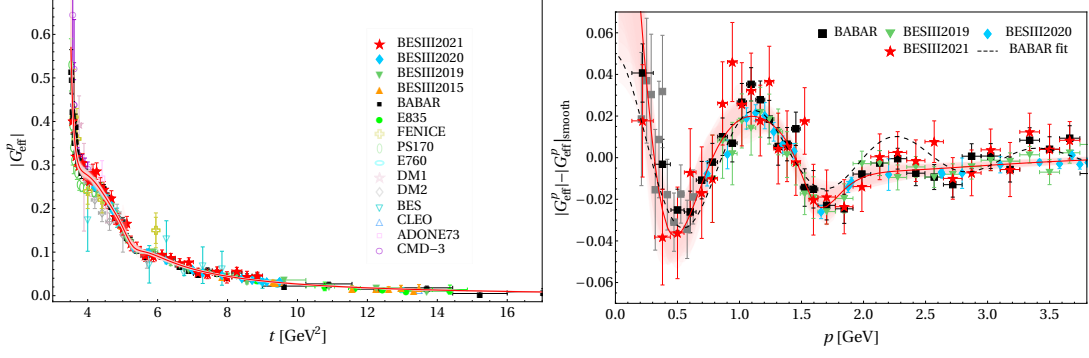 0.6
0.5
0.4
0.3
0.2
0.1
0.0
|G^p_eff|
4
6
8
10
12
14
16
t [GeV²]
BESIII2021
BESIII2020
BESIII2019
BESIII2015
BABAR
E835
FENICE
PS170
E760
DM1
DM2
BES
CLEO
ADONE73
CMD-3
0.06
0.04
0.02
0.00
−0.02
−0.04
−0.06
|G^p_eff|−|G^p_eff|smooth
0.0
0.5
1.0
1.5
2.0
2.5
3.0
3.5
p [GeV]
BABAR BESIII2019 BESIII2020
BESIII2021 BABAR fit